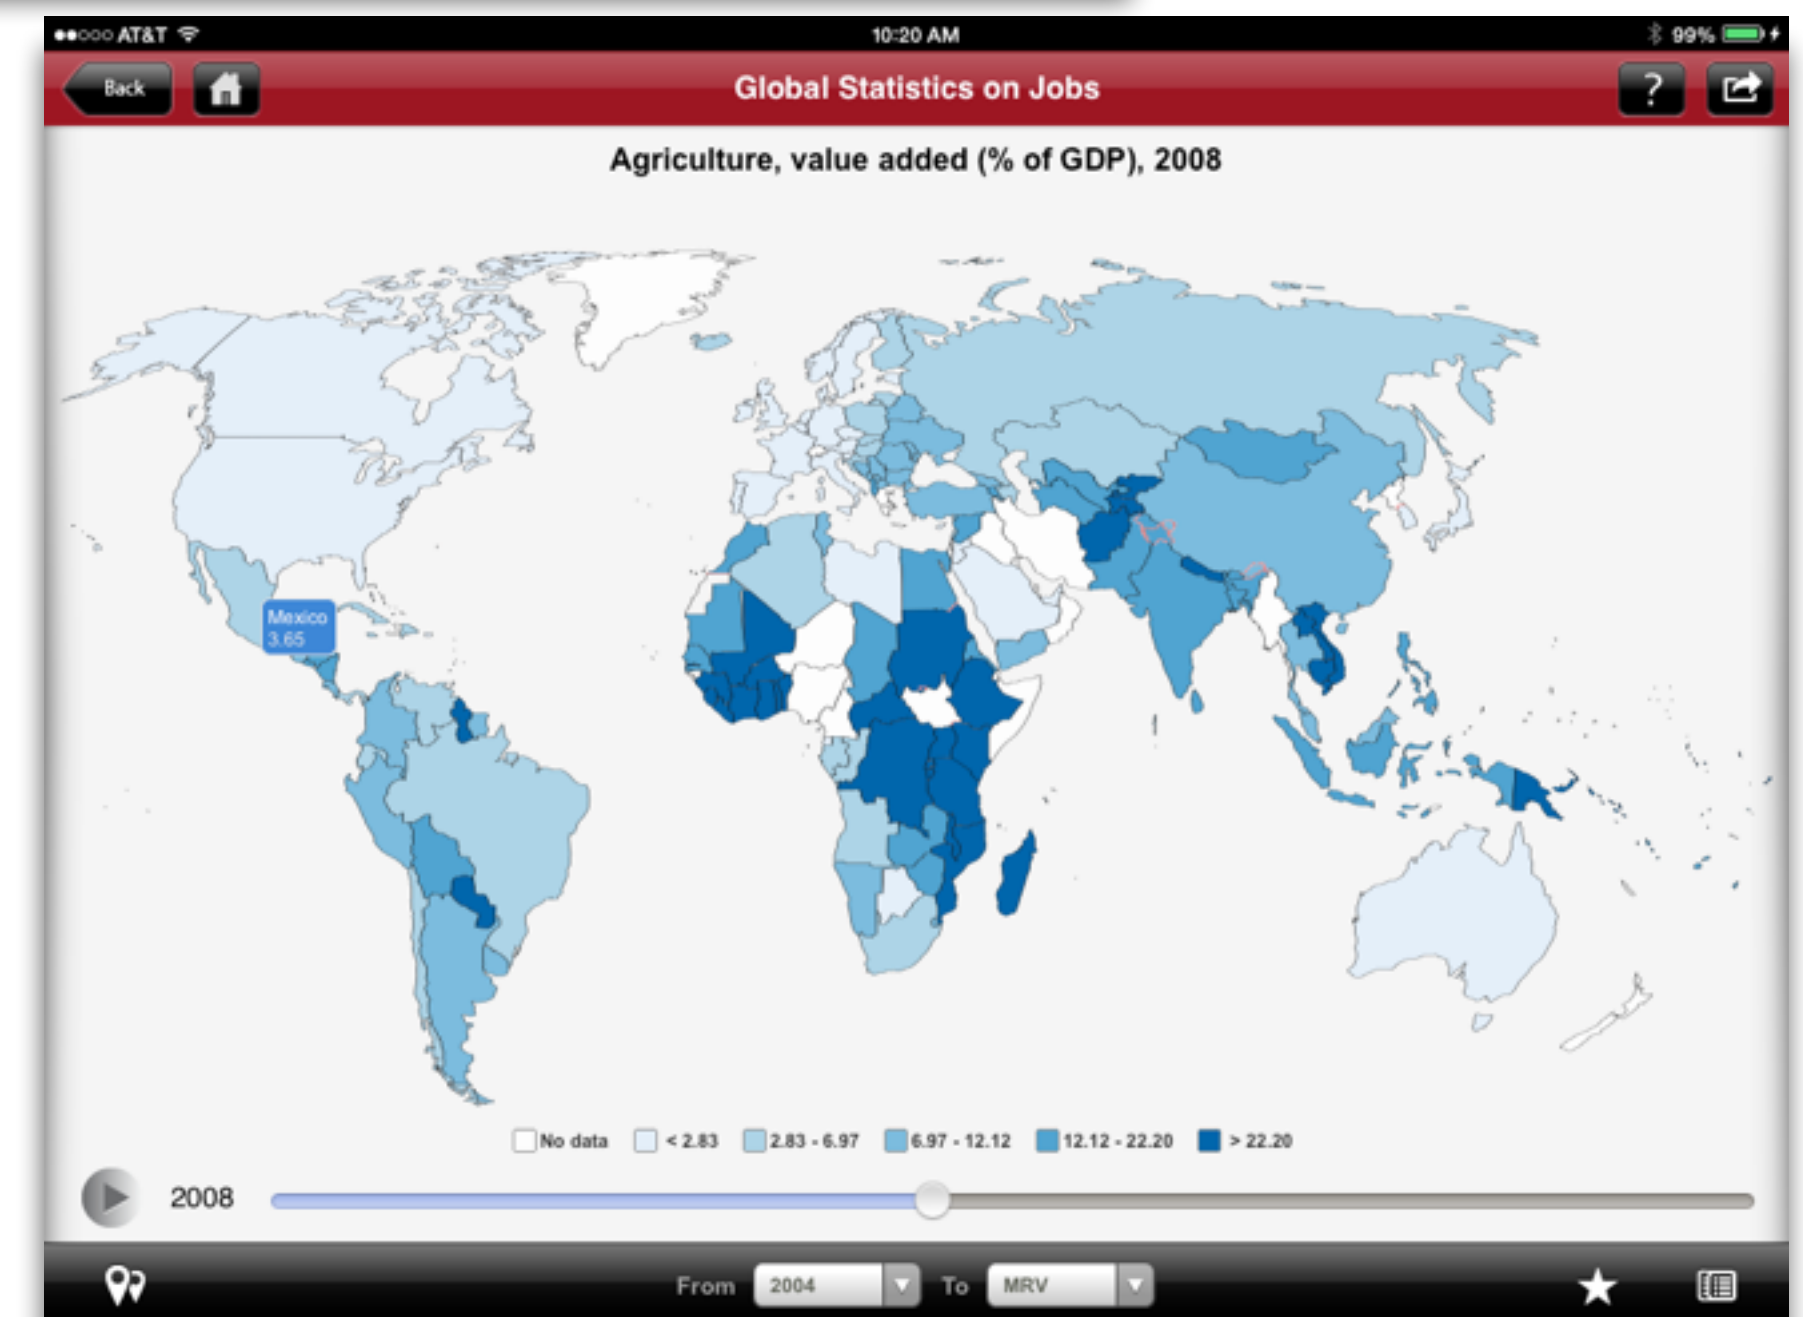 AT&T 10:20 AM 99%
Back Global Statistics on Jobs ?
Agriculture, value added (% of GDP), 2008
Mexico
3.65
No data < 2.83 2.83 - 6.97 6.97 - 12.12 12.12 - 22.20 > 22.20
2008
From 2004 To MRV